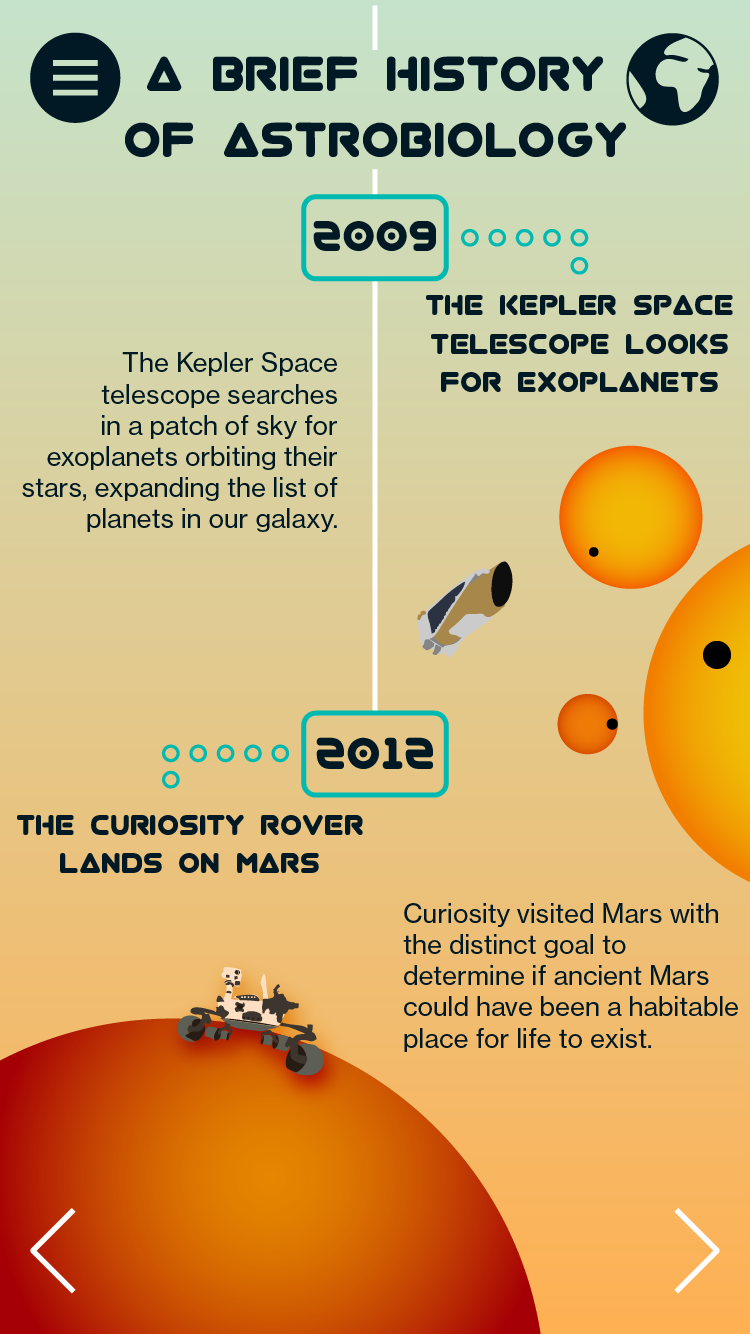 A BRIEF HISTORY
OF ASTROBIOLOGY
2009
THE KEPLER SPACE
TELESCOPE LOOKS
FOR EXOPLANETS
The Kepler Space
telescope searches
in a patch of sky for
exoplanets orbiting their
stars, expanding the list of
planets in our galaxy.
2012
THE CURIOSITY ROVER
LANDS ON MARS
Curiosity visited Mars with
the distinct goal to
determine if ancient Mars
could have been a habitable
place for life to exist.